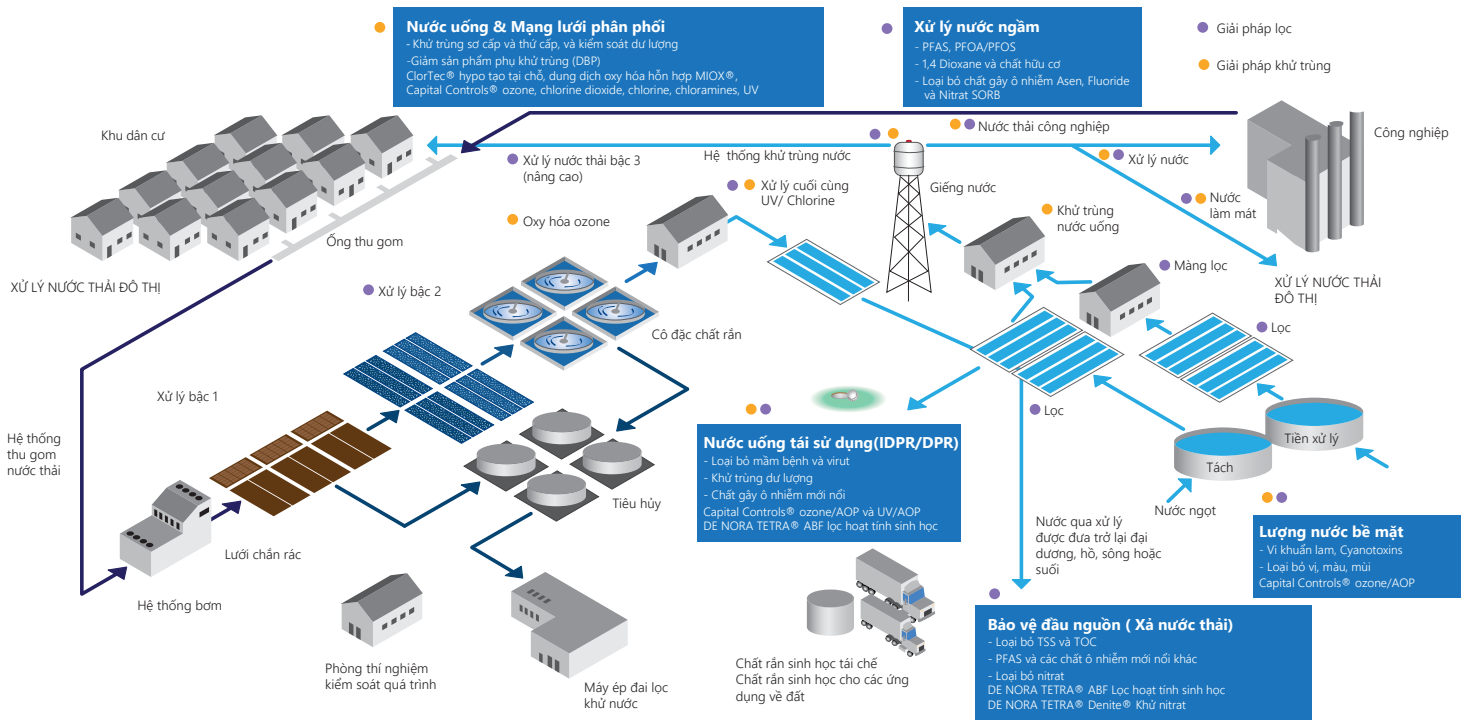 Nước uống & Mạng lưới phân phối
- Khử trùng sơ cấp và thứ cấp, và kiểm soát dư lượng
-Giảm sản phẩm phụ khử trùng (DBP)
ClorTec® hypo tạo tại chỗ, dung dịch oxy hóa hỗn hợp MIOX®,
Capital Controls® ozone, chlorine dioxide, chlorine, chloramines, UV
Xử lý nước ngầm
- PFAS, PFOA/PFOS
- 1,4 Dioxane và chất hữu cơ
- Loại bỏ chất gây ô nhiễm Asen, Fluoride
và Nitrat SORB
Giải pháp lọc
Giải pháp khử trùng
Khu dân cư
Xử lý nước thải bậc 3
(nâng cao)
Hệ thống khử trùng nước
Nước thải công nghiệp
Công nghiệp
Xử lý nước
Xử lý cuối cùng
UV/ Chlorine
Giếng nước
Nước
làm mát
Oxy hóa ozone
Khử trùng
nước uống
Ống thu gom
Màng lọc
XỬ LÝ NƯỚC THẢI ĐÔ THỊ
XỬ LÝ NƯỚC THẢI
ĐÔ THỊ
Xử lý bậc 2
Cô đặc chất rắn
Lọc
Xử lý bậc 1
Lọc
Hệ thống
thu gom
nước thải
Nước uống tái sử dụng(IDPR/DPR)
- Loại bỏ mầm bệnh và virut
- Khử trùng dư lượng
- Chất gây ô nhiễm mới nổi
Capital Controls® ozone/AOP và UV/AOP
DE NORA TETRA® ABF lọc hoạt tính sinh học
Tiền xử lý
Tách
Tiêu hủy
Nước ngọt
Nước qua xử lý
được đưa trở lại đại
dương, hồ, sông hoặc
suối
Lượng nước bề mặt
- Vi khuẩn lam, Cyanotoxins
- Loại bỏ vị, màu, mùi
Capital Controls® ozone/AOP
Lưới chắn rác
Hệ thống bơm
Phòng thí nghiệm
kiểm soát quá trình
Máy ép đai lọc
khử nước
Chất rắn sinh học tái chế
Chất rắn sinh học cho các ứng
dụng về đất
Bảo vệ đầu nguồn ( Xả nước thải)
- Loại bỏ TSS và TOC
- PFAS và các chất ô nhiễm mới nổi khác
- Loại bỏ nitrat
DE NORA TETRA® ABF Lọc hoạt tính sinh học
DE NORA TETRA® Denite® Khử nitrat